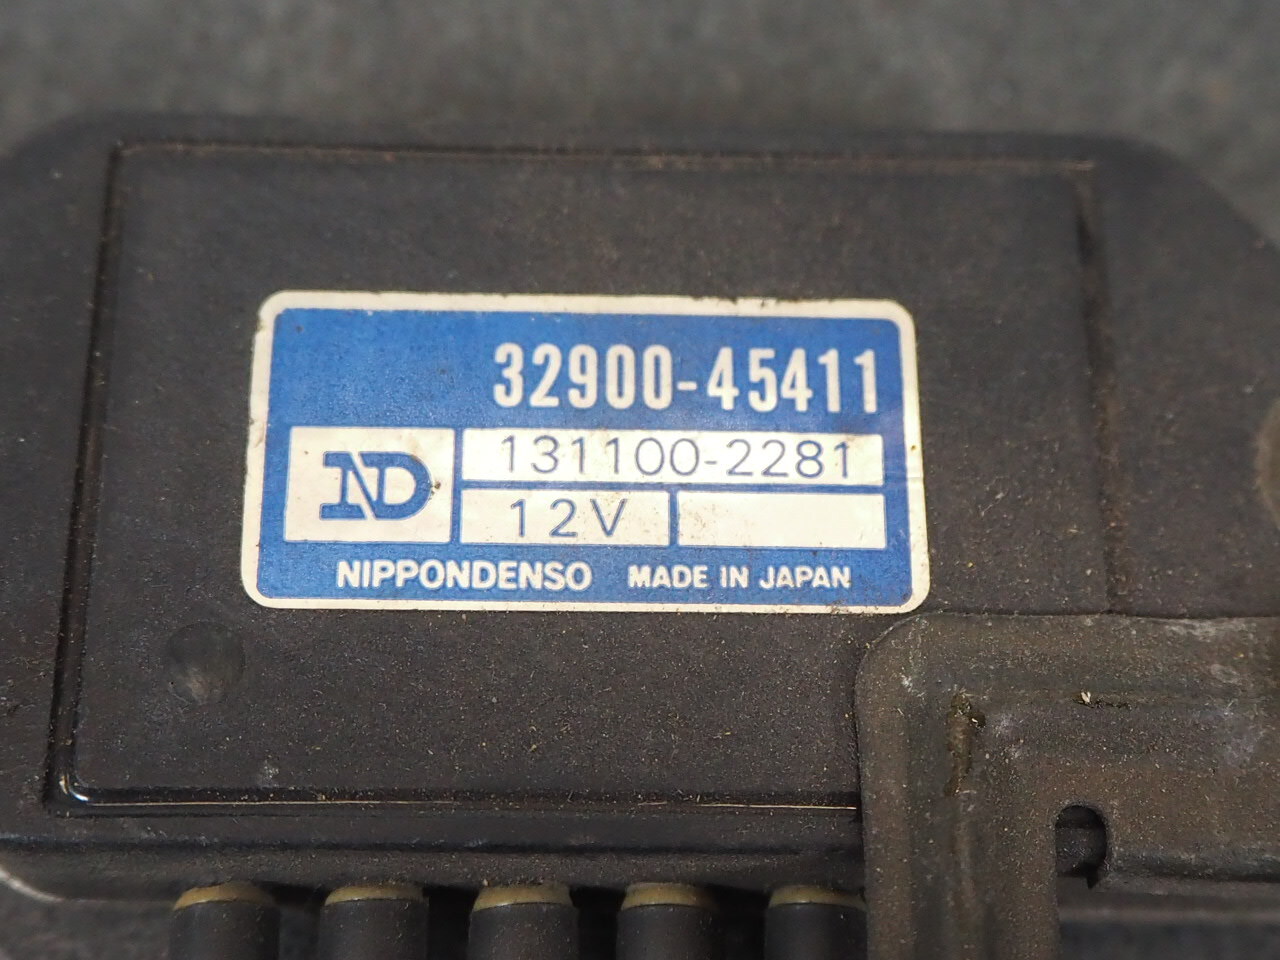 32900-45411
ND
131100-2281
12V
NIPPONDENSO MADE IN JAPAN